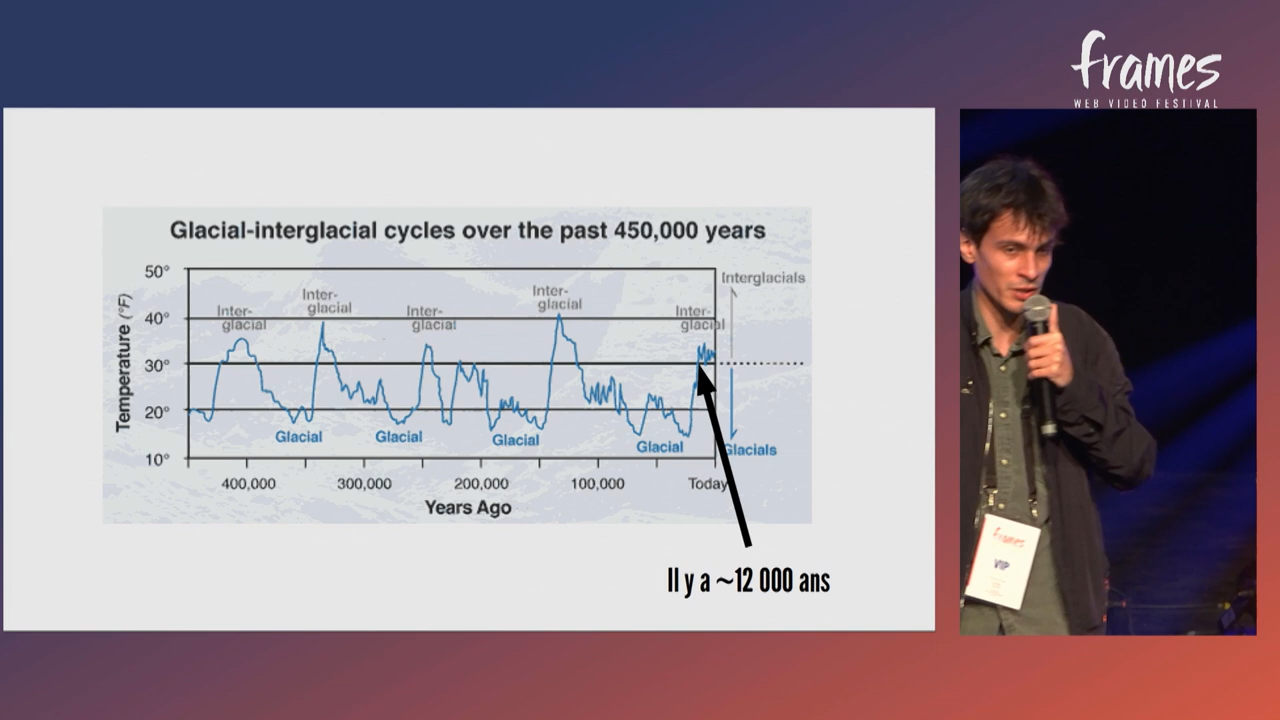 frames
WEB VIDEO FESTIVAL
Glacial-interglacial cycles over the past 450,000 years
50°
40°
30°
20°
10°
Temperature (°F)
Inter-
glacial
Inter-
glacial
Inter-
glacial
Inter-
glacial
Inter-
glacial
Interglacials
Glacial
Glacial
Glacial
Glacial
Glacials
400,000
300,000
200,000
100,000
Today
Years Ago
Il y a ~12 000 ans
frames
VIP